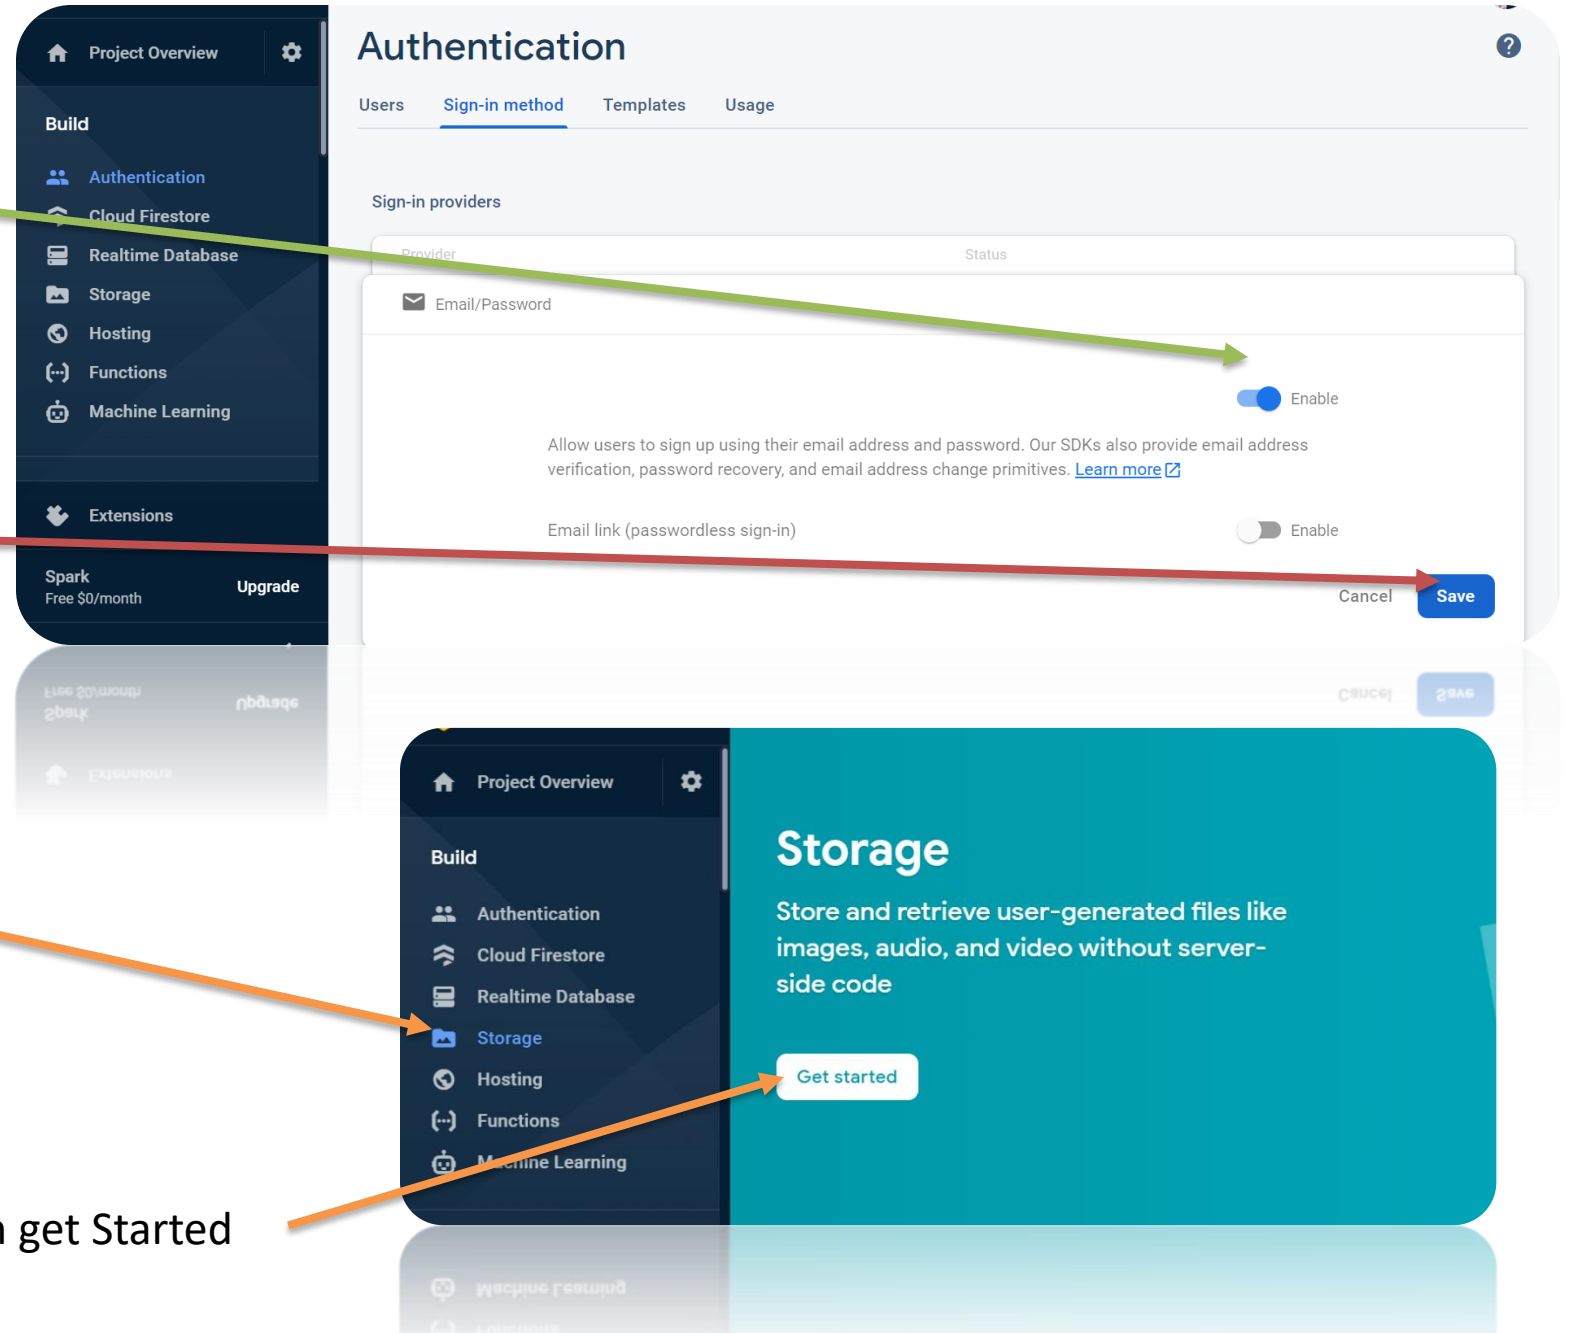 Project Overview
Build
Authentication
Cloud Firestore
Realtime Database
Storage
Hosting
Functions
Machine Learning
Extensions
Spark
Free $0/month
Upgrade
Authentication
Users Sign-in method Templates Usage
Sign-in providers
Provider Status
Email/Password
Enable
Allow users to sign up using their email address and password. Our SDKs also provide email address
verification, password recovery, and email address change primitives. Learn more
Email link (passwordless sign-in) Enable
Cancel Save
Project Overview
Build
Authentication
Cloud Firestore
Realtime Database
Storage
Hosting
Functions
Machine Learning
Storage
Store and retrieve user-generated files like
images, audio, and video without server-
side code
Get started
get Started